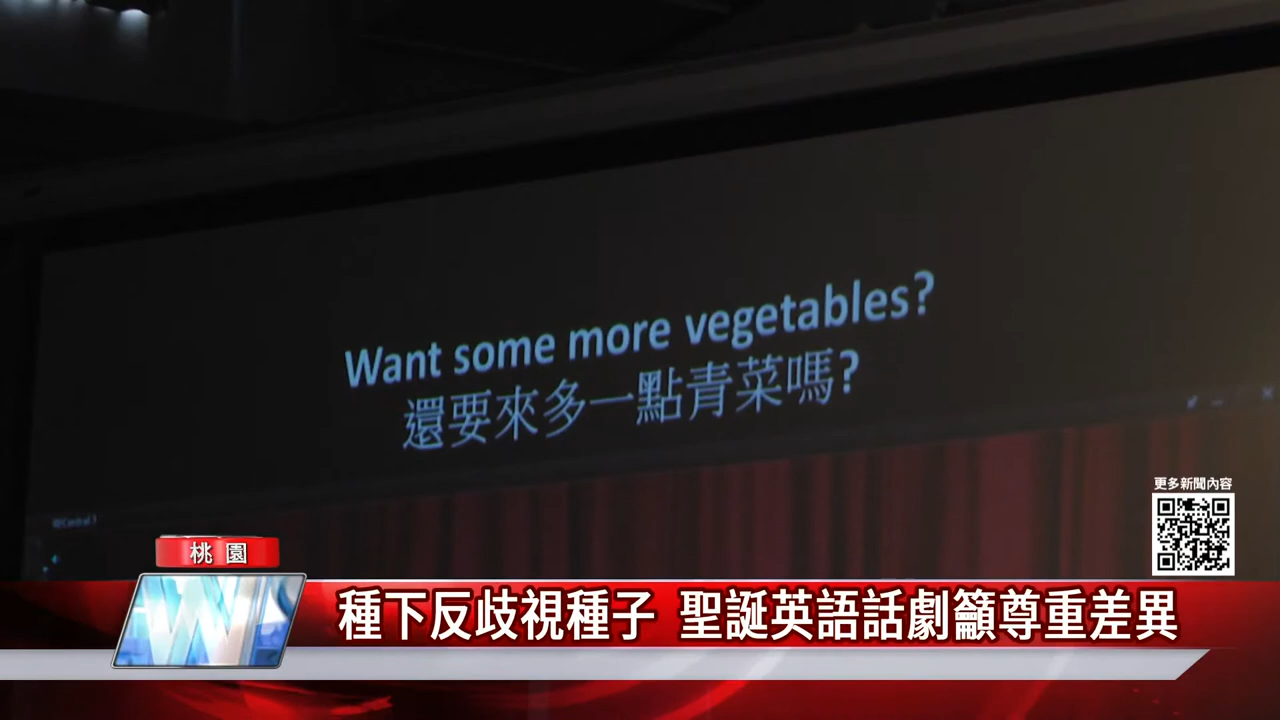 Want some more vegetables?
還要來多一點青菜嗎?
更多新聞內容
桃園
W
種下反歧視種子 聖誕英語話劇籲尊重差異